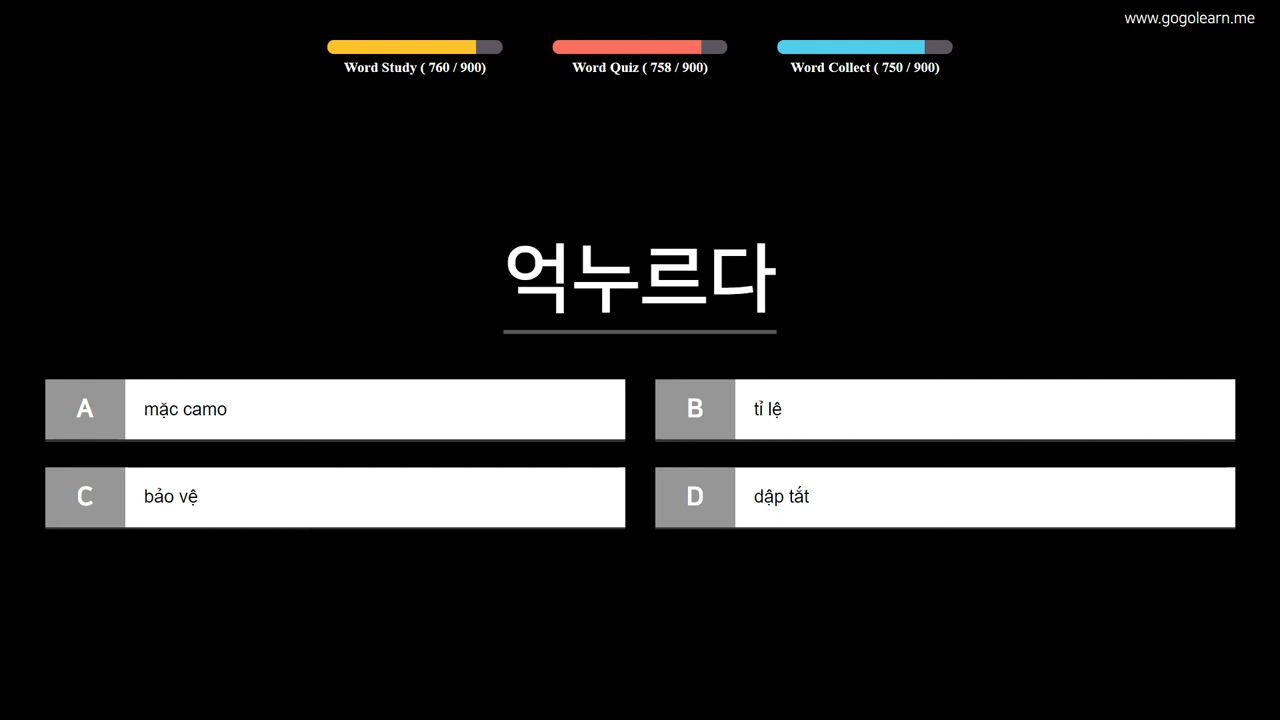 www.gogolearn.me
Word Study ( 760 / 900) Word Quiz ( 758 / 900) Word Collect ( 750 / 900)
억누르다
A mặc camo
B tỉ lệ
C bảo vệ
D dập tắt